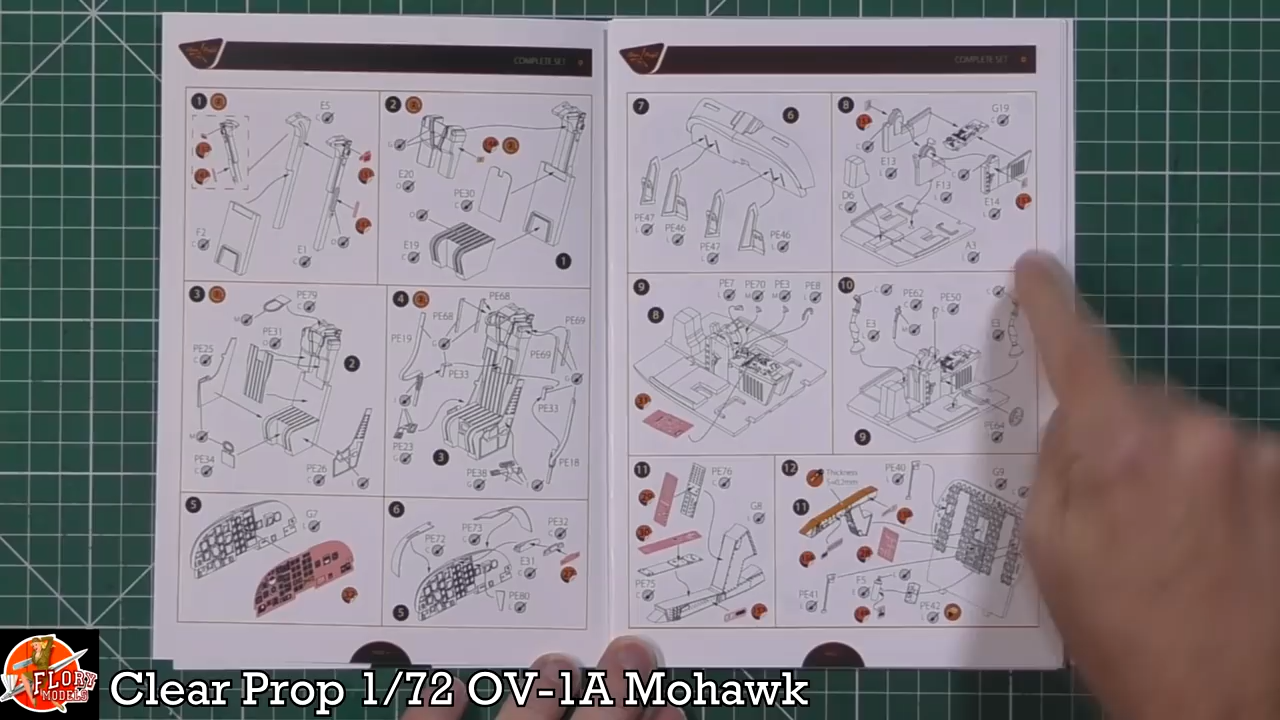 COMPLETE SET
1
E5
F2
E1
2
E20
PE30
E19
1
3
PE79
PE31
PE25
2
PE34
PE26
4
PE68
PE68
PE69
PE19
PE69
PE33
PE33
PE23
3
PE38
PE18
5
G7
6
PE73
PE32
PE72
E31
PE80
5
COMPLETE SET
7
6
PE47
PE46
PE47
PE46
8
G19
E13
D6
F13
E14
A3
9
PE7
PE70
PE3
PE8
8
10
PE62
PE50
E3
E3
PE64
9
11
PE76
G8
PE75
12
Thickness
PE40
G9
11
PE41
F5
PE42
FLORY
MODELS
Clear Prop 1/72 OV-1A Mohawk